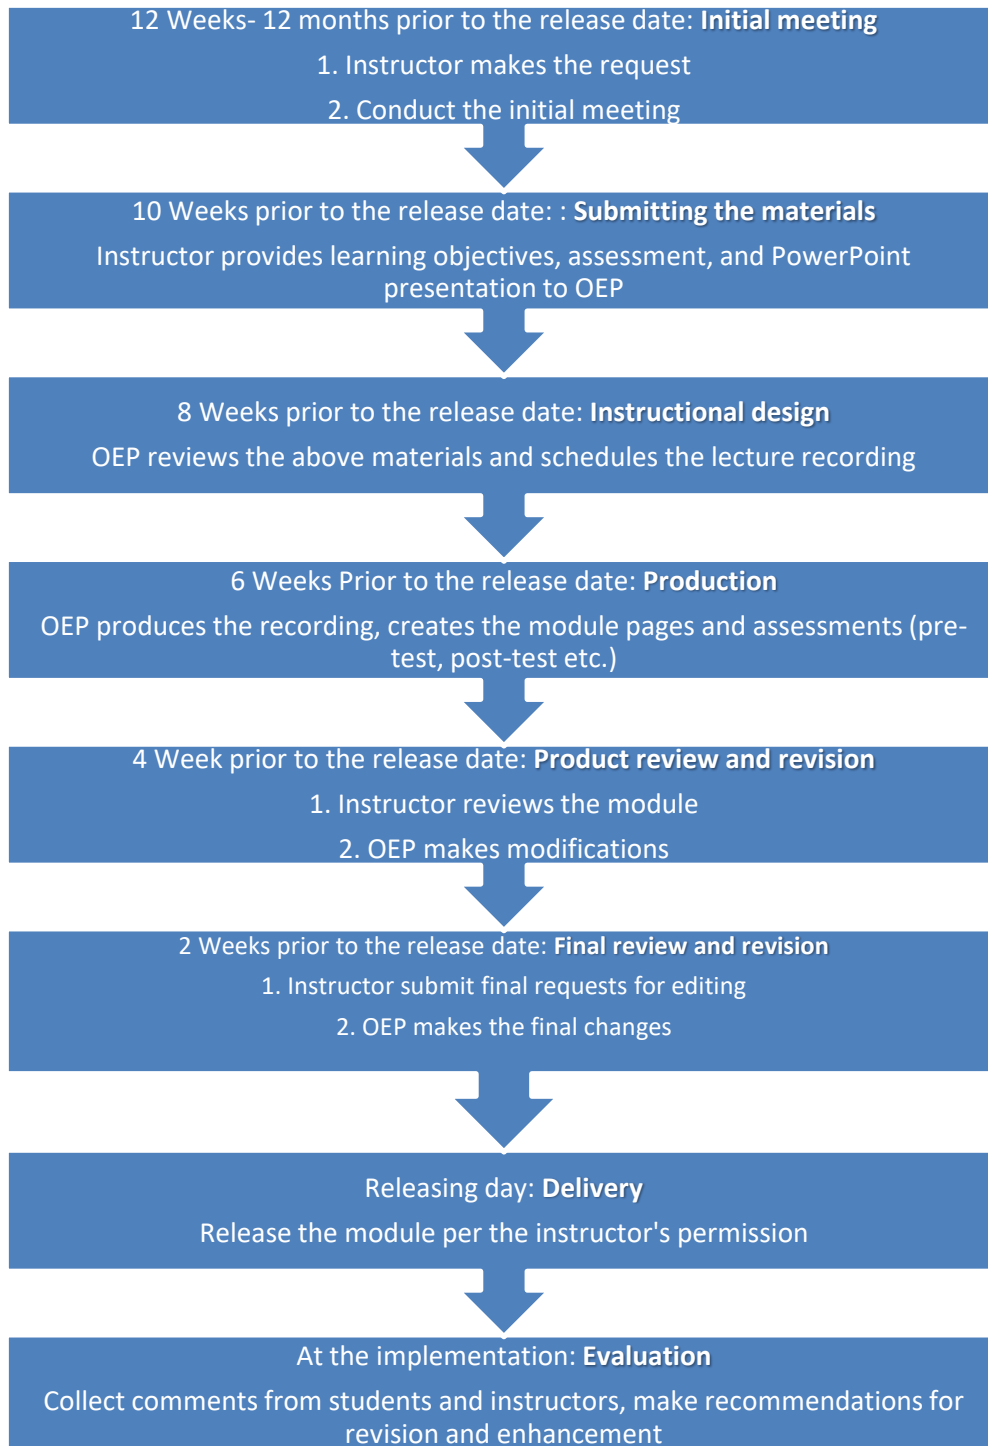 12 Weeks- 12 months prior to the release date: Initial meeting
1. Instructor makes the request
2. Conduct the initial meeting
10 Weeks prior to the release date: : Submitting the materials
Instructor provides learning objectives, assessment, and PowerPoint
presentation to OEP
8 Weeks prior to the release date: Instructional design
OEP reviews the above materials and schedules the lecture recording
6 Weeks Prior to the release date: Production
OEP produces the recording, creates the module pages and assessments (pre-
test, post-test etc.)
4 Week prior to the release date: Product review and revision
1. Instructor reviews the module
2. OEP makes modifications
2 Weeks prior to the release date: Final review and revision
1. Instructor submit final requests for editing
2. OEP makes the final changes
Releasing day: Delivery
Release the module per the instructor's permission
At the implementation: Evaluation
Collect comments from students and instructors, make recommendations for
revision and enhancement